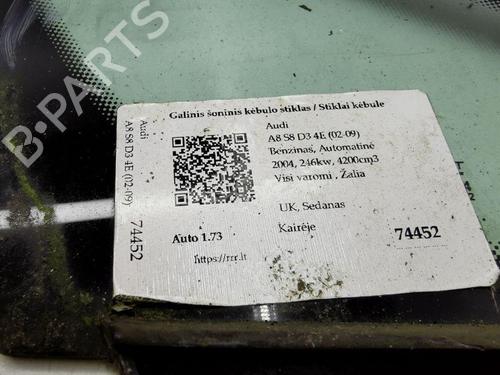 B-PARTS
Galinis šoninis kėbulo stiklas / Stiklai kėbule
Audi
A8 S8 D3 4E (02-09)
Benzinas, Automatinė
2004, 246kw, 4200cm3
Visi varomi , Žalia
UK, Sedanas
Kairėje
74452
Auto 1.73
https://rrr.lt
Audi
A8 S8 D3 4E (02-09)
74452